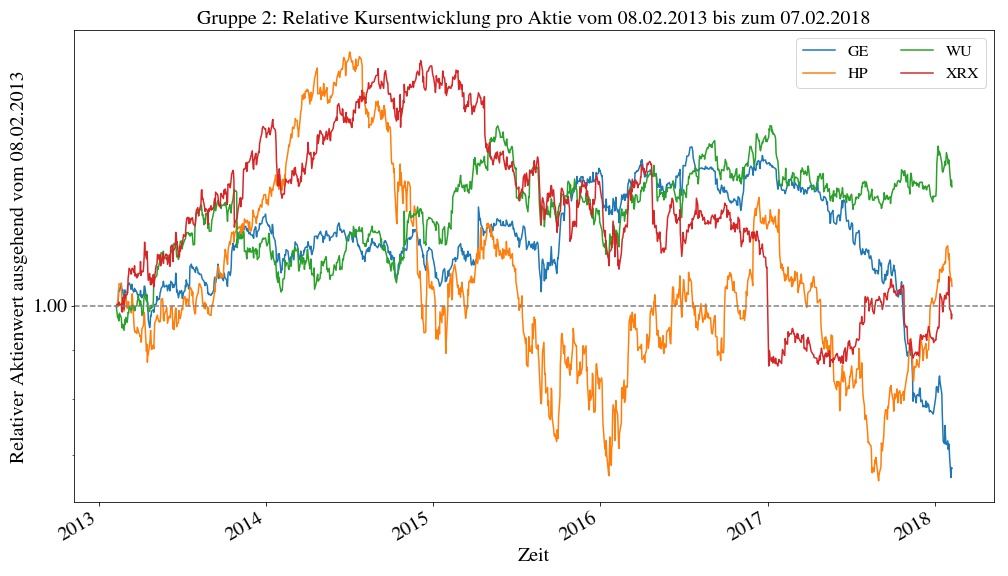 Gruppe 2: Relative Kursentwicklung pro Aktie vom 08.02.2013 bis zum 07.02.2018
Relativer Aktienwert ausgehend vom 08.02.2013
GE
WU
HP
XRX
1.00
2013
2014
2015
2016
2017
2018
Zeit